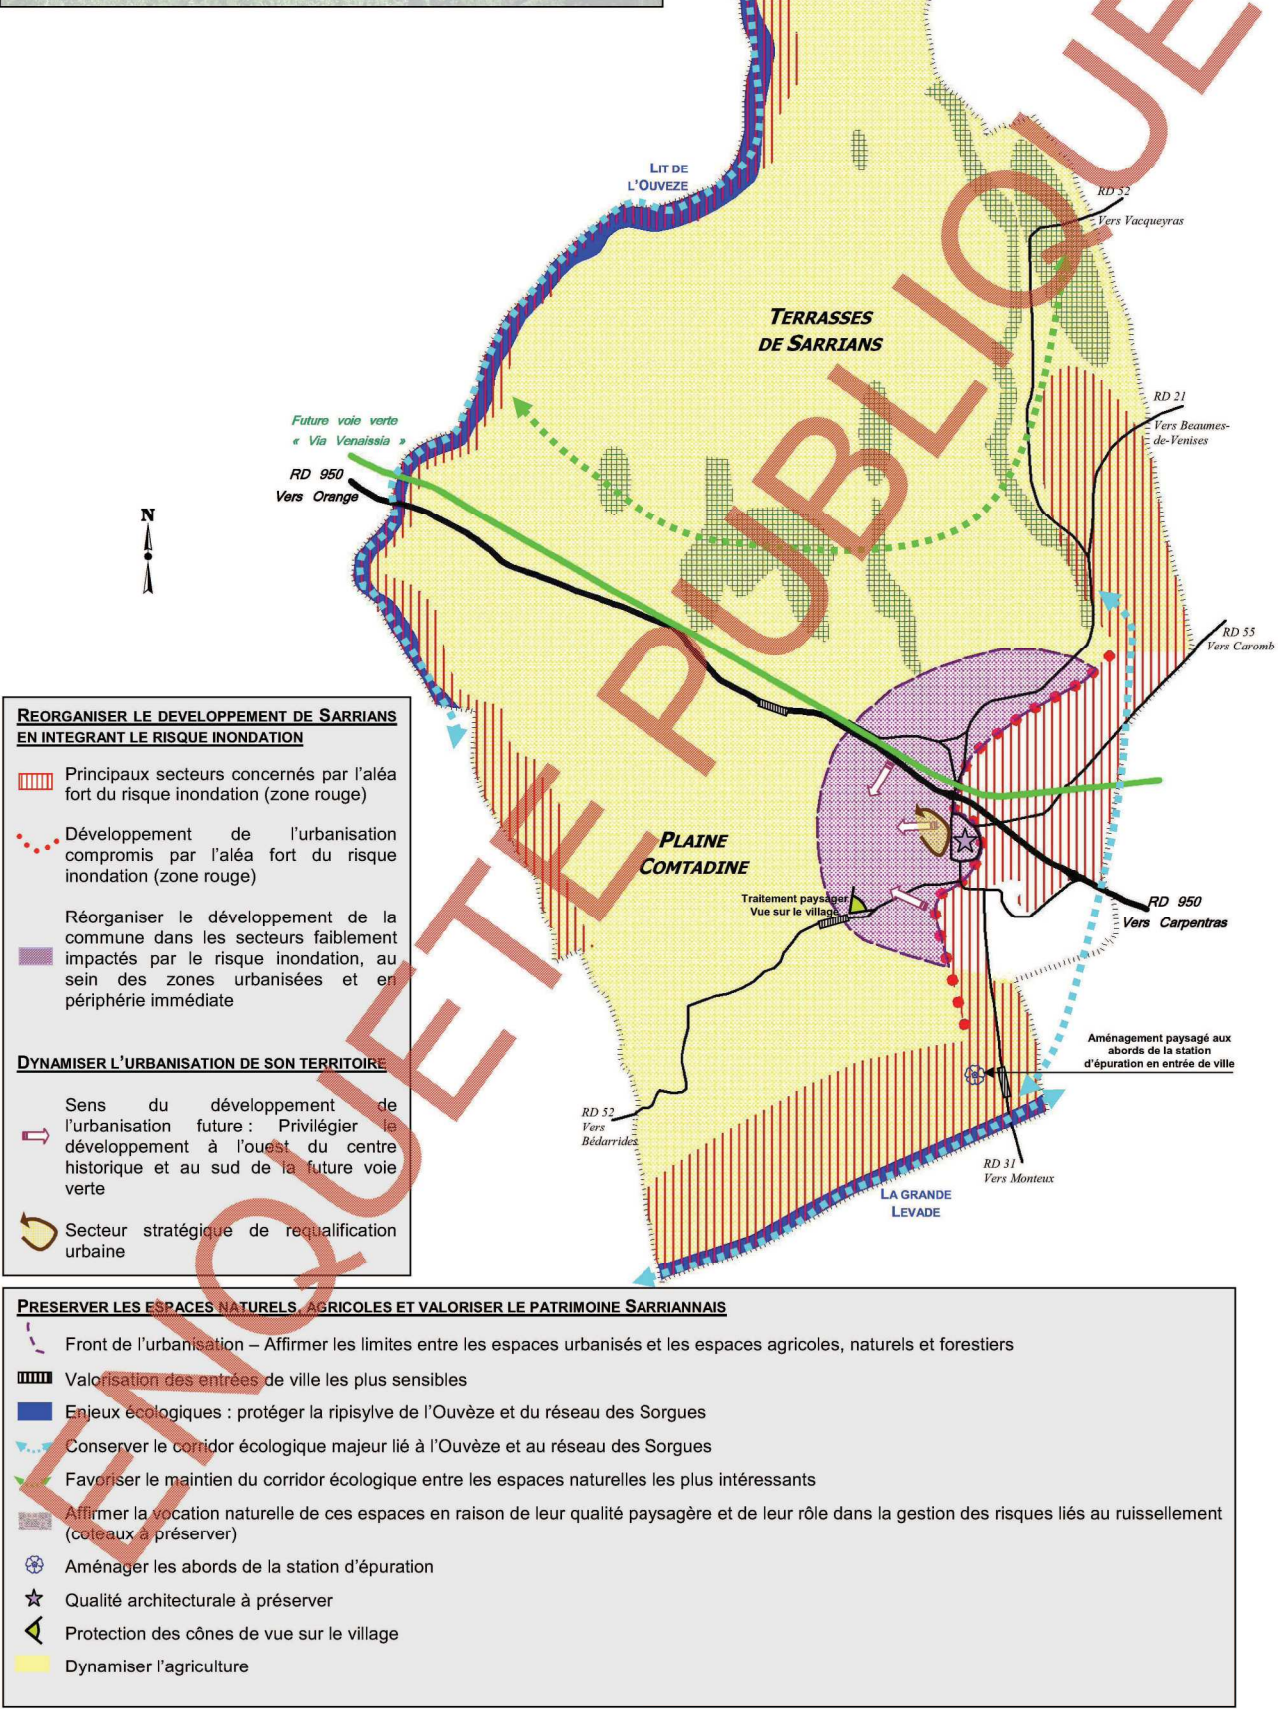 LIT DE
L'OUVEZE
RD 52
Vers Vacqueyras
TERRASSES
DE SARRIANS
RD 21
Vers Beaumes-
de-Venises
Future voie verte
« Via Venaissia »
RD 950
Vers Orange
N
RD 55
Vers Caromb
PLAINE
COMTADINE
Traitement paysager
Vue sur le village
RD 950
Vers Carpentras
Aménagement paysagé aux
abords de la station
d'épuration en entrée de ville
RD 52
Vers
Bédarrides
RD 31
Vers Monteux
LA GRANDE
LEVADE
REORGANISER LE DEVELOPPEMENT DE SARRIANS
EN INTEGRANT LE RISQUE INONDATION
Principaux secteurs concernés par l'aléa
fort du risque inondation (zone rouge)
Développement de l'urbanisation
compromis par l'aléa fort du risque
inondation (zone rouge)
Réorganiser le développement de la
commune dans les secteurs faiblement
impactés par le risque inondation, au
sein des zones urbanisées et en
périphérie immédiate
DYNAMISER L'URBANISATION DE SON TERRITOIRE
Sens du développement de
l'urbanisation future : Privilégier le
développement à l'ouest du centre
historique et au sud de la future voie
verte
Secteur stratégique de requalification
urbaine
PRESERVER LES ESPACES NATURELS, AGRICOLES ET VALORISER LE PATRIMOINE SARRIANNAIS
Front de l'urbanisation – Affirmer les limites entre les espaces urbanisés et les espaces agricoles, naturels et forestiers
Valorisation des entrées de ville les plus sensibles
Enjeux écologiques : protéger la ripisylve de l'Ouvèze et du réseau des Sorgues
Conserver le corridor écologique majeur lié à l'Ouvèze et au réseau des Sorgues
Favoriser le maintien du corridor écologique entre les espaces naturelles les plus intéressants
Affirmer la vocation naturelle de ces espaces en raison de leur qualité paysagère et de leur rôle dans la gestion des risques liés au ruissellement
(coteaux à préserver)
Aménager les abords de la station d'épuration
Qualité architecturale à préserver
Protection des cônes de vue sur le village
Dynamiser l'agriculture
ENQUETE PUBLIQUE